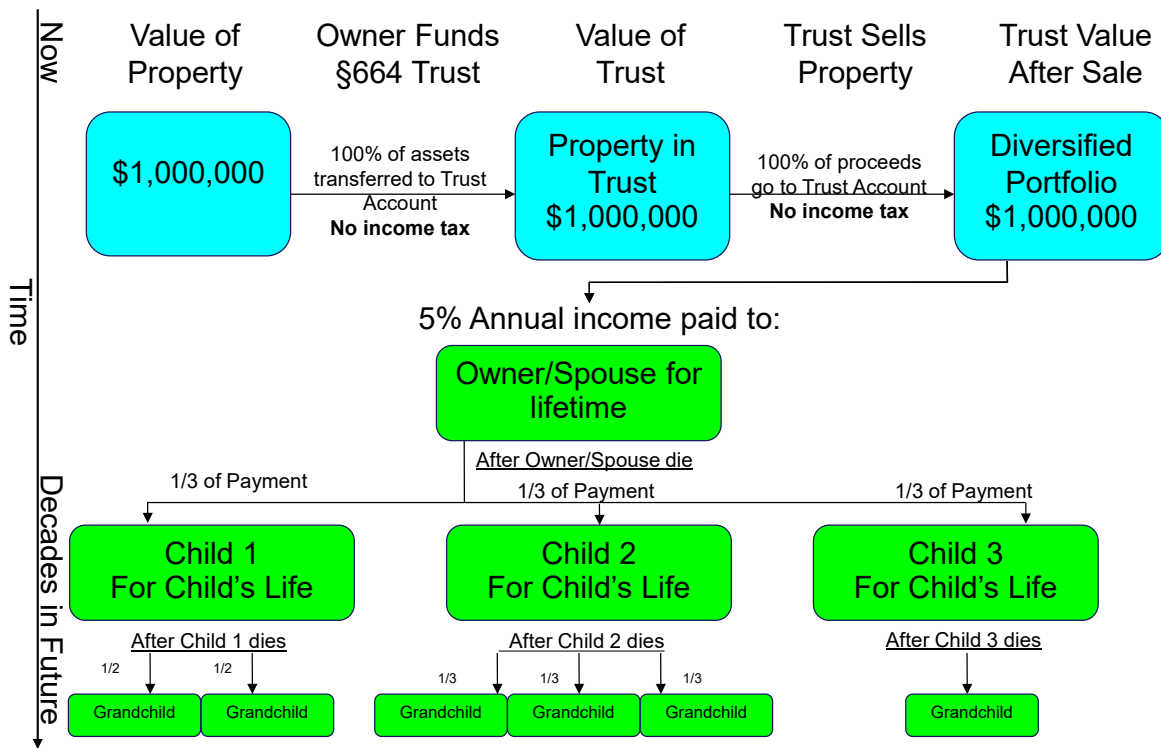 Now
Value of
Property
Owner Funds
§664 Trust
Value of
Trust
Trust Sells
Property
Trust Value
After Sale
$1,000,000
100% of assets
transferred to Trust
Account
No income tax
Property in
Trust
$1,000,000
100% of proceeds
go to Trust Account
No income tax
Diversified
Portfolio
$1,000,000
Time
5% Annual income paid to:
Owner/Spouse for
lifetime
After Owner/Spouse die
1/3 of Payment
1/3 of Payment
1/3 of Payment
Decades in Future
Child 1
For Child's Life
Child 2
For Child's Life
Child 3
For Child's Life
After Child 1 dies
After Child 2 dies
After Child 3 dies
1/2
1/2
1/3
1/3
1/3
Grandchild
Grandchild
Grandchild
Grandchild
Grandchild
Grandchild